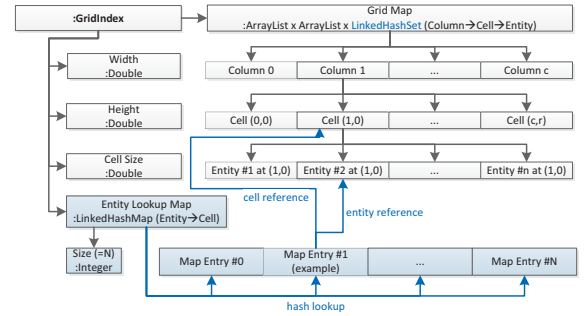 :GridIndex
Grid Map
:ArrayList x ArrayList x LinkedHashSet (Column→Cell→Entity)
Width
:Double
Column 0
Column 1
...
Column c
Height
:Double
Cell (0,0)
Cell (1,0)
...
Cell (c,r)
Cell Size
:Double
Entity #1 at (1,0)
Entity #2 at (1,0)
...
Entity #n at (1,0)
cell reference
entity reference
Entity Lookup Map
:LinkedHashMap (Entity→Cell)
Size (=N)
:Integer
Map Entry #0
Map Entry #1
(example)
...
Map Entry #N
hash lookup